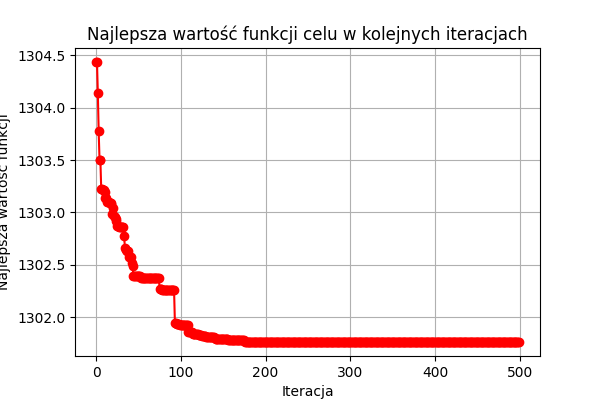 Najlepsza wartość funkcji celu w kolejnych iteracjach
Najlepsza wartość funkcji
1304.5
1304.0
1303.5
1303.0
1302.5
1302.0
0 100 200 300 400 500
Iteracja